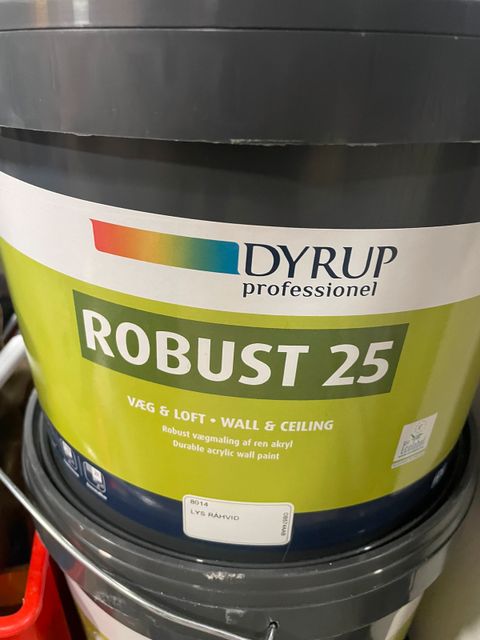 DYRUP
professionel
ROBUST 25
VÆG & LOFT • WALL & CEILING
Robust vægmaling af ren akryl
Durable acrylic wall paint
8014
LYS RÅHVID